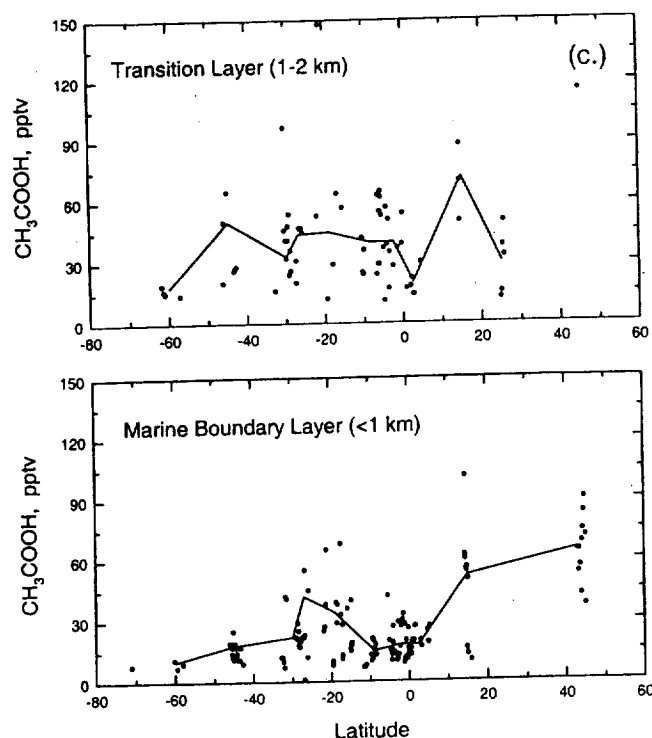 150
120
90
60
30
0
CH₃COOH, pptv
Transition Layer (1-2 km)
(c.)
-80 -60 -40 -20 0 20 40 60
150
120
90
60
30
0
CH₃COOH, pptv
Marine Boundary Layer (<1 km)
-80 -60 -40 -20 0 20 40 60
Latitude